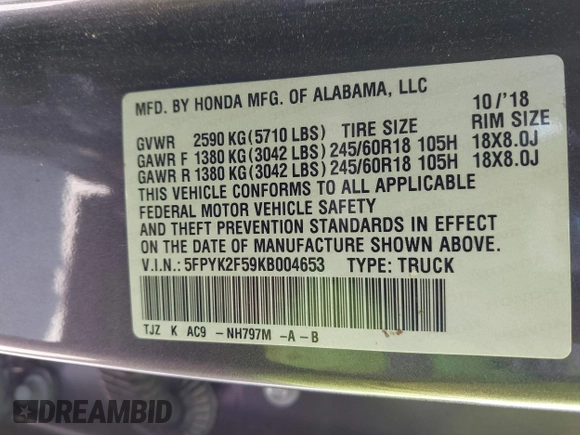 MFD. BY HONDA MFG. OF ALABAMA, LLC 10/'18
GVWR 2590 KG(5710 LBS) TIRE SIZE RIM SIZE
GAWR F 1380 KG(3042 LBS) 245/60R18 105H 18X8.0J
GAWR R 1380 KG(3042 LBS) 245/60R18 105H 18X8.0J
THIS VEHICLE CONFORMS TO ALL APPLICABLE
FEDERAL MOTOR VEHICLE SAFETY
AND THEFT PREVENTION STANDARDS IN EFFECT
ON THE DATE OF MANUFACTURE SHOWN ABOVE.
V.I.N.: 5FPYK2F59KB004653 TYPE: TRUCK
TJZ K AC9 -NH797M -A-B
DREAMBID